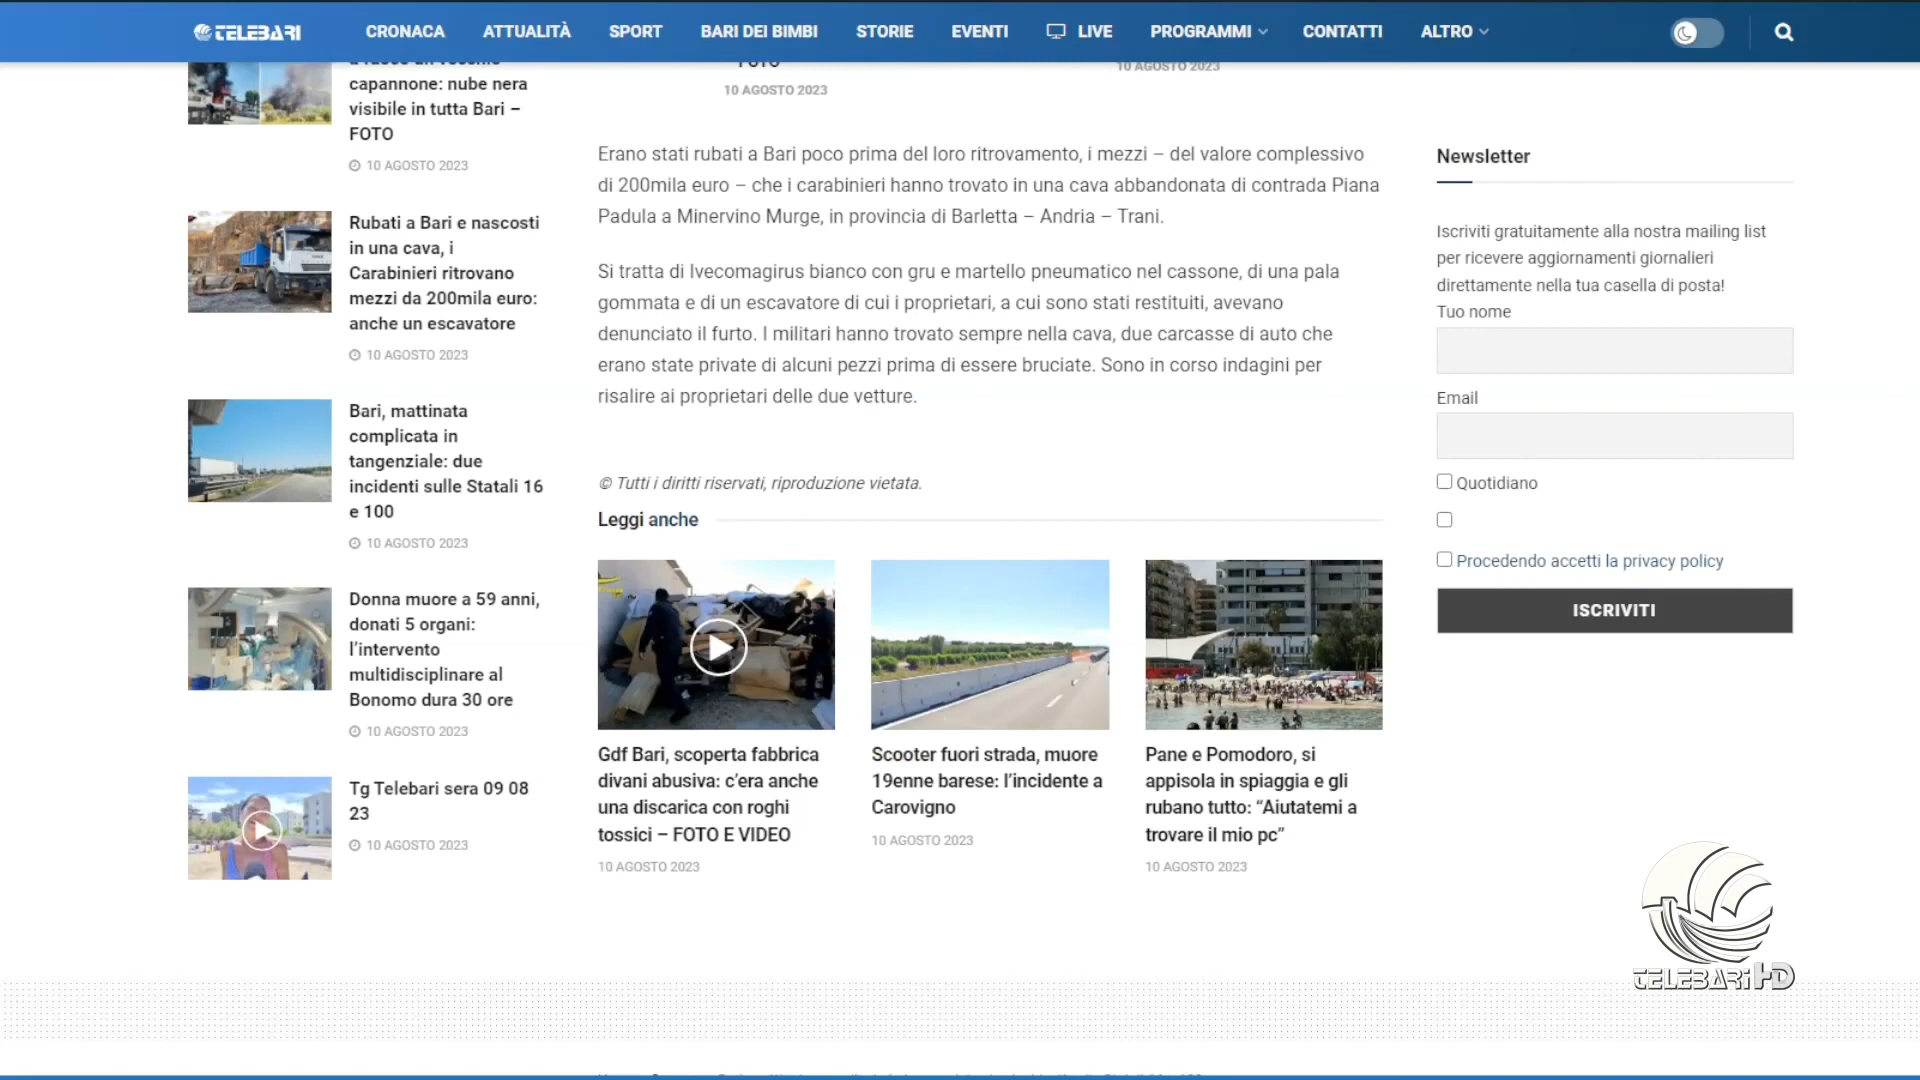 TELEBARI
CRONACA
ATTUALITÀ
SPORT
BARI DEI BIMBI
STORIE
EVENTI
LIVE
PROGRAMMI
CONTATTI
ALTRO
capannone: nube nera
visibile in tutta Bari –
FOTO
10 AGOSTO 2023
Rubati a Bari e nascosti
in una cava, i
Carabinieri ritrovano
mezzi da 200mila euro:
anche un escavatore
10 AGOSTO 2023
Bari, mattinata
complicata in
tangenziale: due
incidenti sulle Statali 16
e 100
10 AGOSTO 2023
Donna muore a 59 anni,
donati 5 organi:
l’intervento
multidisciplinare al
Bonomo dura 30 ore
10 AGOSTO 2023
Tg Telebari sera 09 08
23
10 AGOSTO 2023
FOTO
10 AGOSTO 2023
10 AGOSTO 2023
Erano stati rubati a Bari poco prima del loro ritrovamento, i mezzi – del valore complessivo
di 200mila euro – che i carabinieri hanno trovato in una cava abbandonata di contrada Piana
Padula a Minervino Murge, in provincia di Barletta – Andria – Trani.
Si tratta di Ivecomagirus bianco con gru e martello pneumatico nel cassone, di una pala
gommata e di un escavatore di cui i proprietari, a cui sono stati restituiti, avevano
denunciato il furto. I militari hanno trovato sempre nella cava, due carcasse di auto che
erano state private di alcuni pezzi prima di essere bruciate. Sono in corso indagini per
risalire ai proprietari delle due vetture.
© Tutti i diritti riservati, riproduzione vietata.
Leggi anche
Gdf Bari, scoperta fabbrica
divani abusiva: c’era anche
una discarica con roghi
tossici – FOTO E VIDEO
10 AGOSTO 2023
Scooter fuori strada, muore
19enne barese: l’incidente a
Carovigno
10 AGOSTO 2023
Pane e Pomodoro, si
appisola in spiaggia e gli
rubano tutto: “Aiutatemi a
trovare il mio pc”
10 AGOSTO 2023
Newsletter
Iscriviti gratuitamente alla nostra mailing list
per ricevere aggiornamenti giornalieri
direttamente nella tua casella di posta!
Tuo nome
Email
Quotidiano
Procedendo accetti la privacy policy
ISCRIVITI
TELEBARI HD